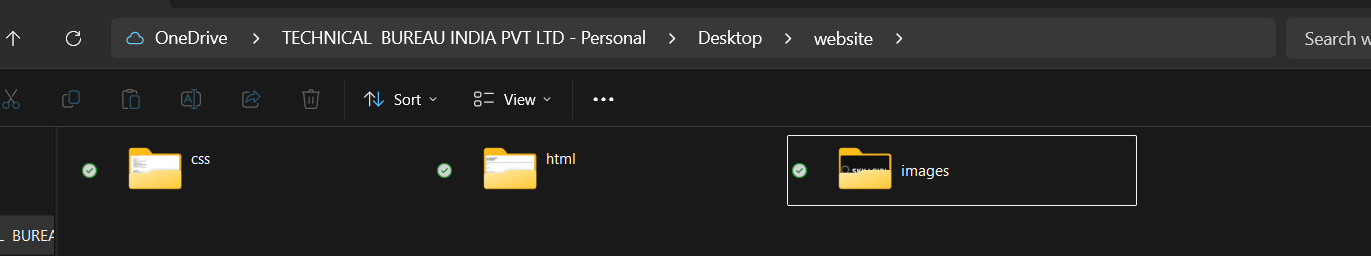 OneDrive > TECHNICAL BUREAU INDIA PVT LTD - Personal > Desktop > website >
Search w
Sort
View
css
html
images
BUREA